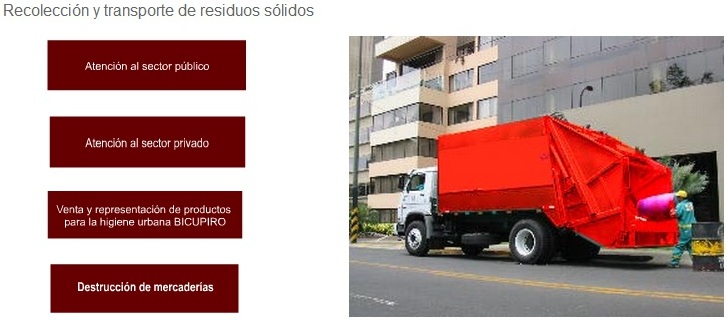 Recolección y transporte de residuos sólidos
Atención al sector público
Atención al sector privado
Venta y representación de productos
para la higiene urbana BICUPIRO
Destrucción de mercaderías